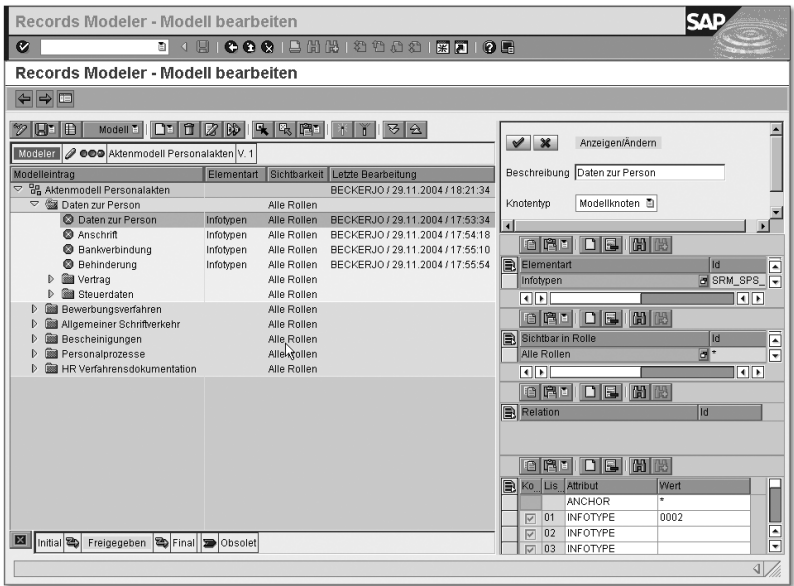 Records Modeler - Modell bearbeiten
SAP
Records Modeler - Modell bearbeiten
Modell
Modeler Aktenmodell Personalakten V. 1
Modelleintrag Elementart Sichtbarkeit Letzte Bearbeitung
Aktenmodell Personalakten BECKERJO / 29.11.2004 / 18:21:34
Daten zur Person Alle Rollen
Daten zur Person Infotypen Alle Rollen BECKERJO / 29.11.2004 / 17:53:34
Anschrift Infotypen Alle Rollen BECKERJO / 29.11.2004 / 17:54:18
Bankverbindung Infotypen Alle Rollen BECKERJO / 29.11.2004 / 17:55:10
Behinderung Infotypen Alle Rollen BECKERJO / 29.11.2004 / 17:55:54
Vertrag Alle Rollen
Steuerdaten Alle Rollen
Bewerbungsverfahren Alle Rollen
Allgemeiner Schriftverkehr Alle Rollen
Bescheinigungen Alle Rollen
Personalprozesse Alle Rollen
HR Verfahrensdokumentation Alle Rollen
Initial Freigegeben Final Obsolet
Anzeigen/Ändern
Beschreibung Daten zur Person
Knotentyp Modellknoten
Elementart Id
Infotypen SRM_SPS_
Sichtbar in Rolle Id
Alle Rollen *
Relation Id
Ko... Lis... Attribut Wert
ANCHOR *
01 INFOTYPE 0002
02 INFOTYPE
03 INFOTYPE